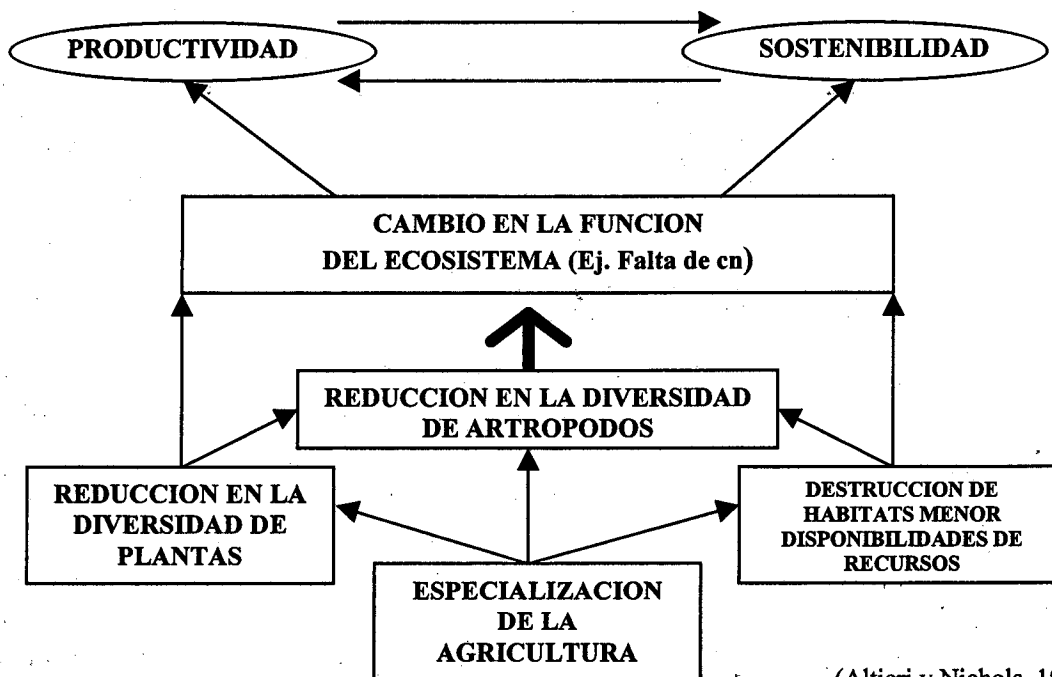 PRODUCTIVIDAD
SOSTENIBILIDAD
CAMBIO EN LA FUNCION
DEL ECOSISTEMA (Ej. Falta de cn)
REDUCCION EN LA DIVERSIDAD
DE ARTROPODOS
REDUCCION EN LA
DIVERSIDAD DE
PLANTAS
DESTRUCCION DE
HABITATS MENOR
DISPONIBILIDADES DE
RECURSOS
ESPECIALIZACION
DE LA
AGRICULTURA
(Altieri y Nichols,